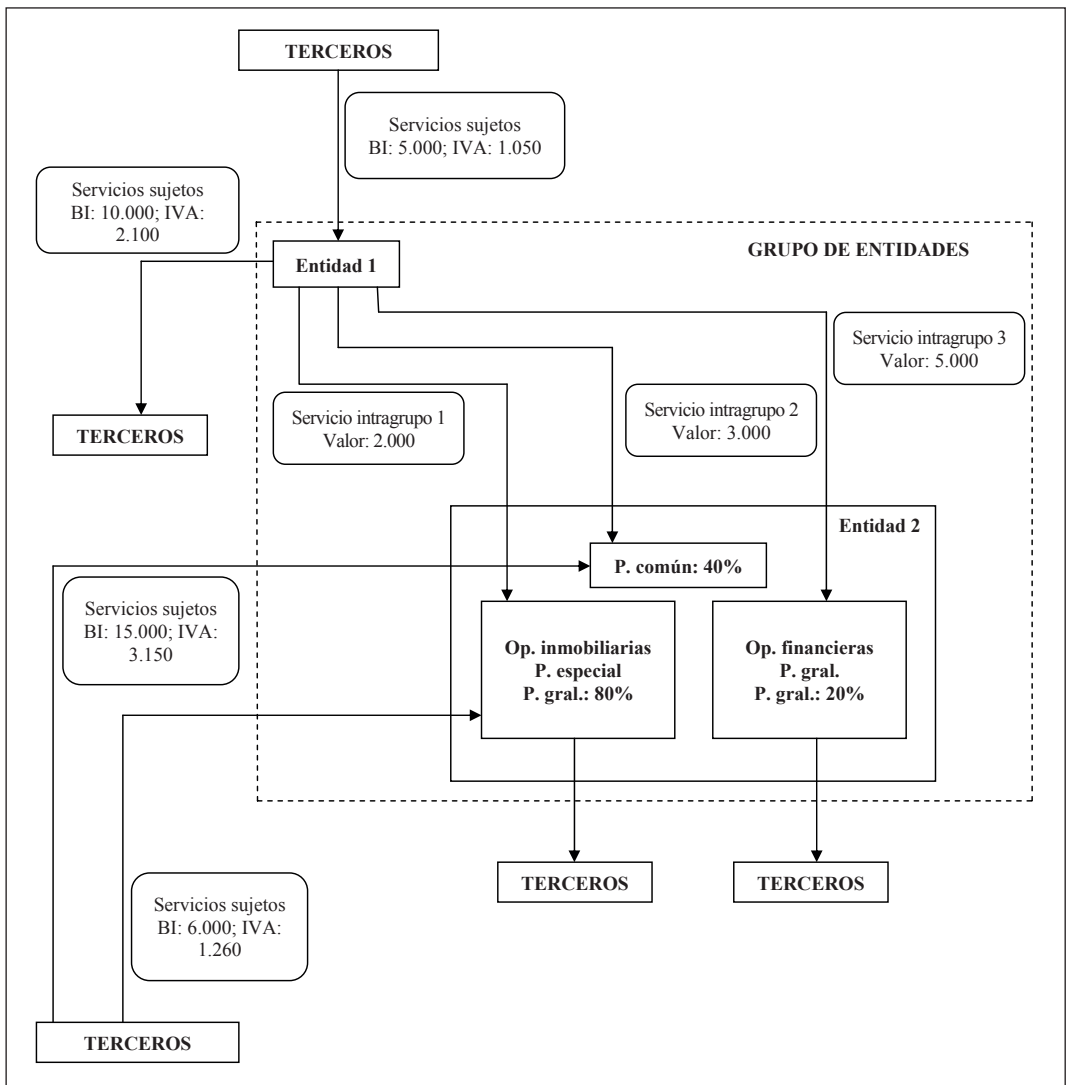 TERCEROS
Servicios sujetos
BI: 5.000; IVA: 1.050
Servicios sujetos
BI: 10.000; IVA:
2.100
GRUPO DE ENTIDADES
Entidad 1
Servicio intragrupo 3
Valor: 5.000
TERCEROS
Servicio intragrupo 1
Valor: 2.000
Servicio intragrupo 2
Valor: 3.000
Entidad 2
P. común: 40%
Servicios sujetos
BI: 15.000; IVA:
3.150
Op. inmobiliarias
P. especial
P. gral.: 80%
Op. financieras
P. gral.
P. gral.: 20%
TERCEROS
TERCEROS
Servicios sujetos
BI: 6.000; IVA:
1.260
TERCEROS